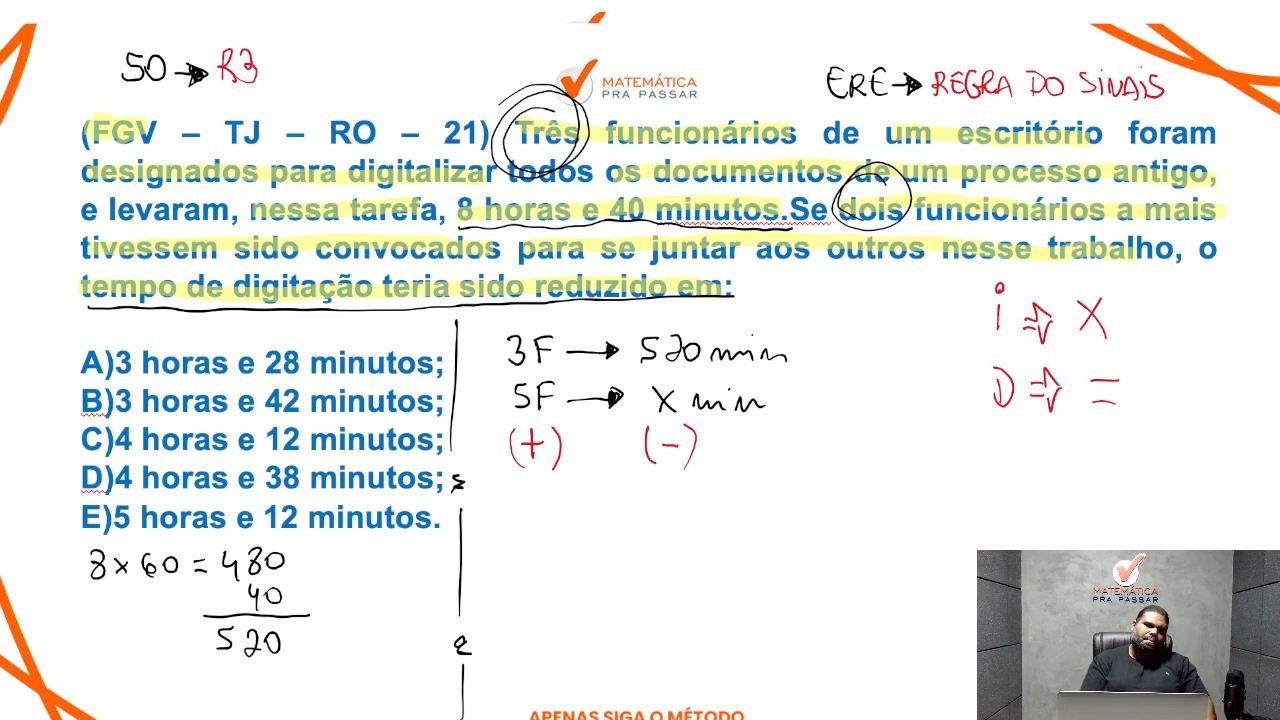 SO → R3
MATEMÁTICA
PRA PASSAR
ERE → REGRA DO SINAIS
(FGV – TJ – RO – 21) Três funcionários de um escritório foram
designados para digitalizar todos os documentos de um processo antigo,
e levaram, nessa tarefa, 8 horas e 40 minutos.Se dois funcionários a mais
tivessem sido convocados para se juntar aos outros nesse trabalho, o
tempo de digitação teria sido reduzido em:
A)3 horas e 28 minutos;
B)3 horas e 42 minutos;
C)4 horas e 12 minutos;
D)4 horas e 38 minutos;
E)5 horas e 12 minutos.
8 x 60 = 480
40
520
3F → 520 min
5F → x min
(+) (-)
i ⇒ X
D ⇒ =
MATEMÁTICA
PRA PASSAR
APENAS SIGA O MÉTODO